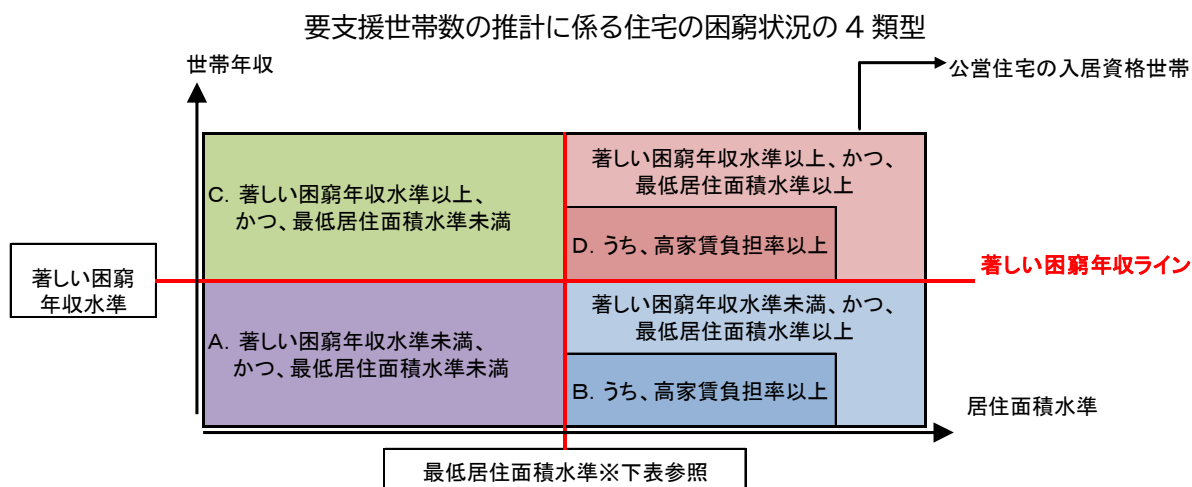 要支援世帯数の推計に係る住宅の困窮状況の4類型
世帯年収
公営住宅の入居資格世帯
C. 著しい困窮年収水準以上、
かつ、最低居住面積水準未満
著しい困窮年収水準以上、かつ、
最低居住面積水準以上
D. うち、高家賃負担率以上
著しい困窮
年収水準
著しい困窮年収ライン
A. 著しい困窮年収水準未満、
かつ、最低居住面積水準未満
著しい困窮年収水準未満、かつ、
最低居住面積水準以上
B. うち、高家賃負担率以上
居住面積水準
最低居住面積水準※下表参照